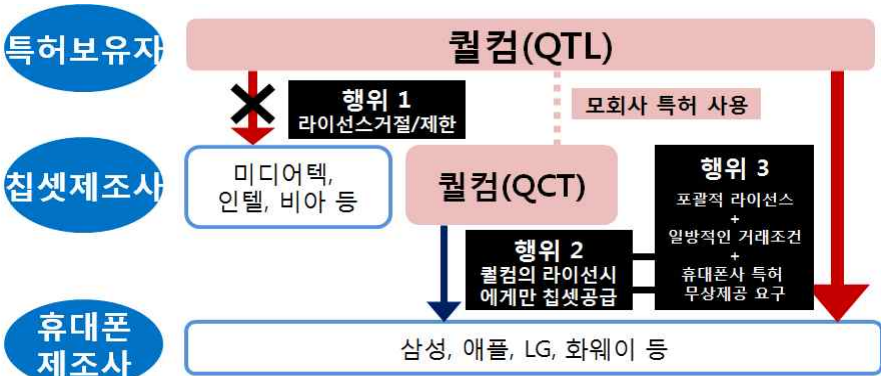 특허보유자
퀄컴(QTL)
행위 1
라이선스거절/제한
모회사 특허 사용
칩셋제조사
미디어텍,
인텔, 비아 등
퀄컴(QCT)
행위 3
포괄적 라이선스
+
일방적인 거래조건
+
휴대폰사 특허
무상제공 요구
행위 2
퀄컴의 라이선시
에게만 칩셋공급
휴대폰
제조사
삼성, 애플, LG, 화웨이 등